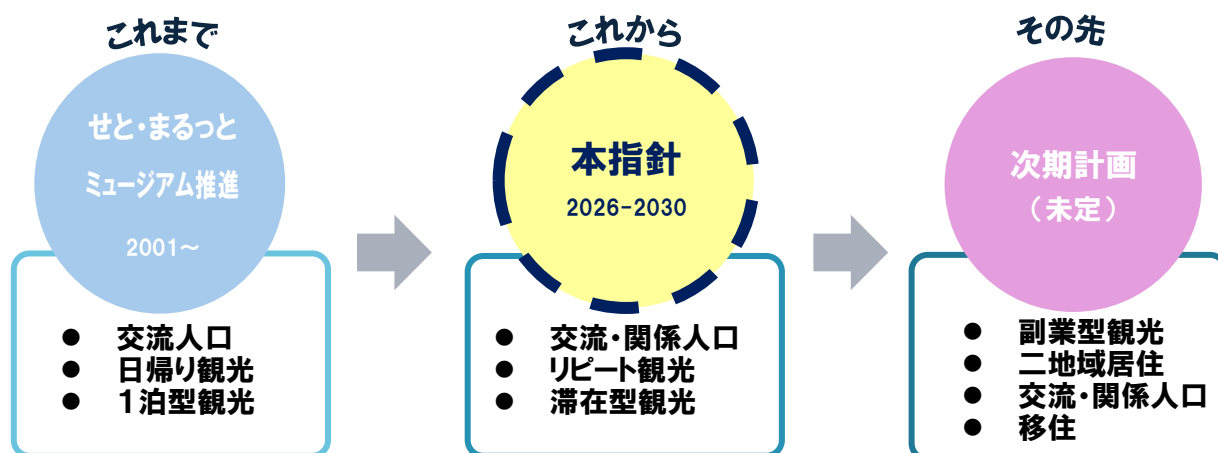 これまで
せと・まるっと
ミュージアム推進
2001～
● 交流人口
● 日帰り観光
● 1泊型観光
これから
本指針
2026-2030
● 交流・関係人口
● リピート観光
● 滞在型観光
その先
次期計画
（未定）
● 副業型観光
● 二地域居住
● 交流・関係人口
● 移住